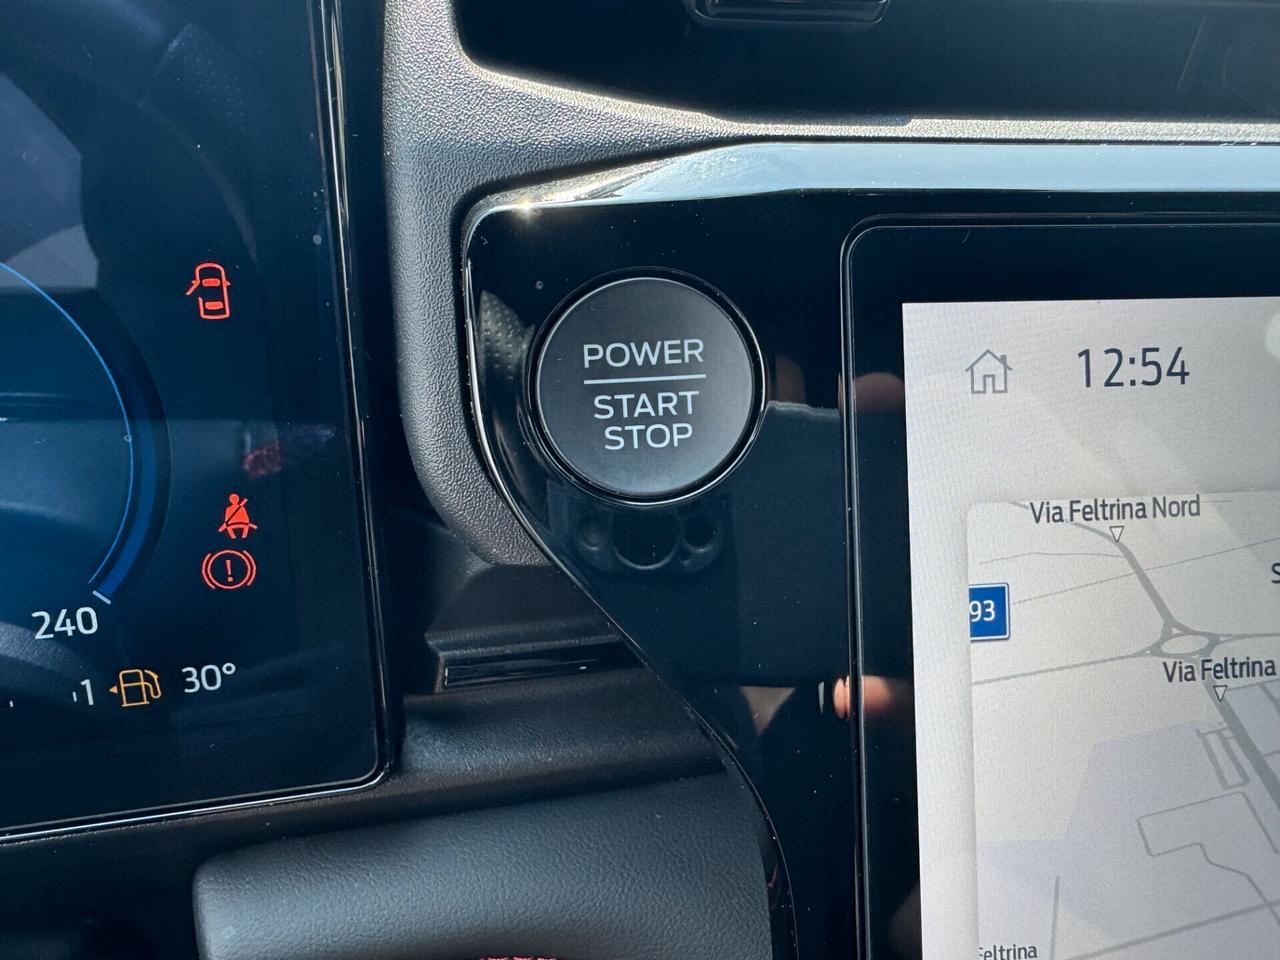 240
1
30°
POWER
START
STOP
12:54
Via Feltrina Nord
93
Via Feltrina
Feltrina